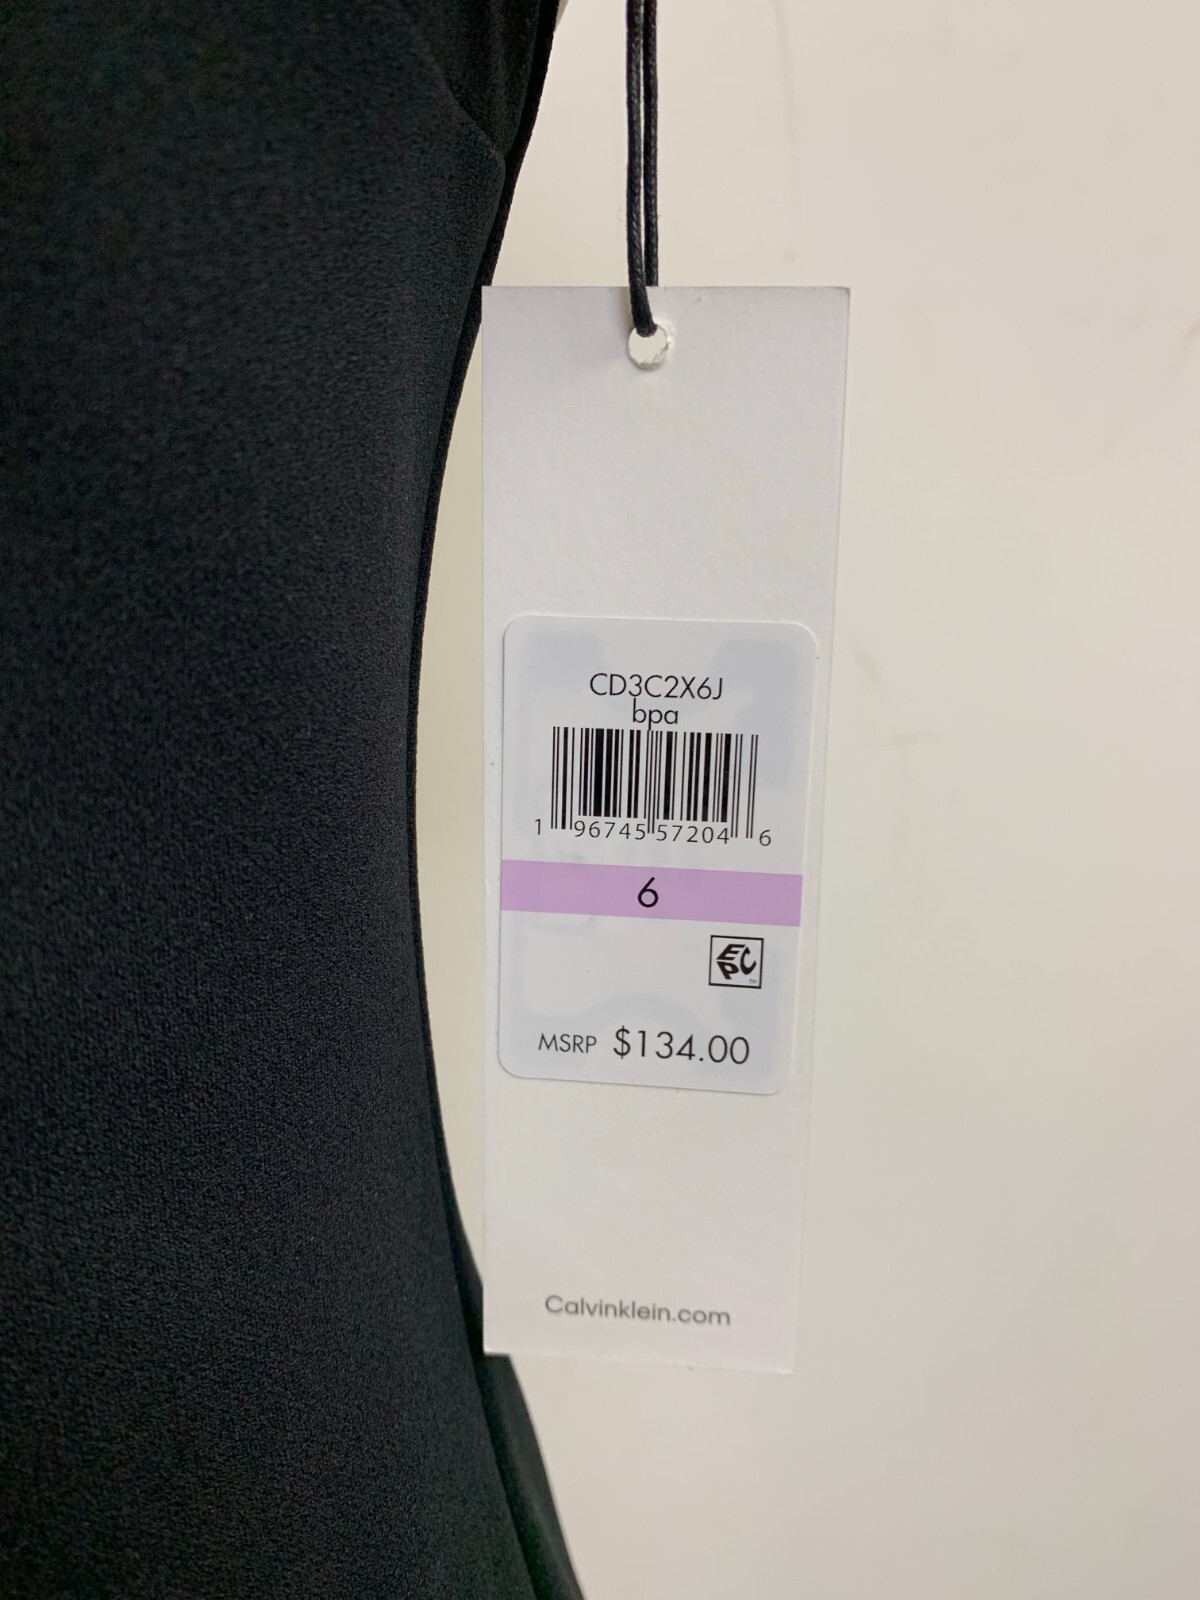 CD3C2X6J
bpa
1 96745 57204 6
6
EPC
MSRP $134.00
Calvinklein.com